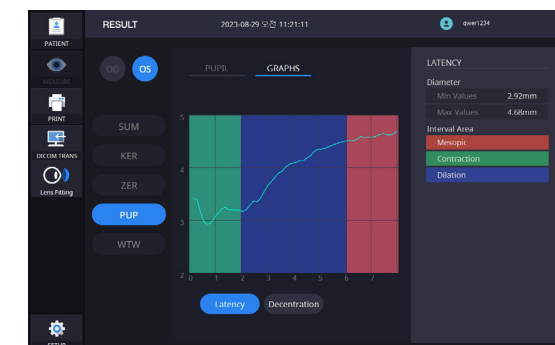 RESULT
2023-08-29 오전 11:21:11
qwer1234
PATIENT
MEASURE
PRINT
DICOM TRANS
Lens Fitting
SETUP
OD
OS
SUM
KER
ZER
PUP
WTW
PUPIL
GRAPHS
5
4
3
2
0 1 2 3 4 5 6 7
Latency
Decentration
LATENCY
Diameter
Min Values 2.92mm
Max Values 4.68mm
Interval Area
Mesopic
Contraction
Dilation